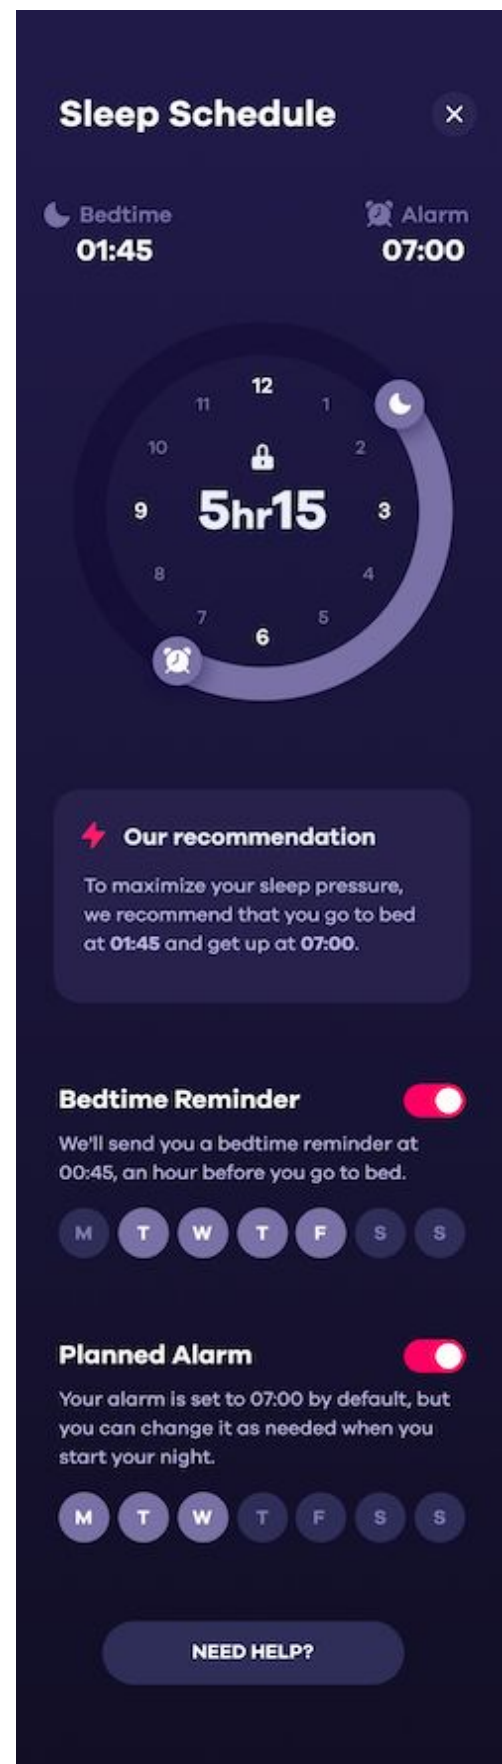 Sleep Schedule
Bedtime Alarm
01:45 07:00
12
11 1
10 2
9 5hr15 3
8 4
7 5
6
Our recommendation
To maximize your sleep pressure,
we recommend that you go to bed
at 01:45 and get up at 07:00.
Bedtime Reminder
We'll send you a bedtime reminder at
00:45, an hour before you go to bed.
M T W T F S S
Planned Alarm
Your alarm is set to 07:00 by default, but
you can change it as needed when you
start your night.
M T W T F S S
NEED HELP?